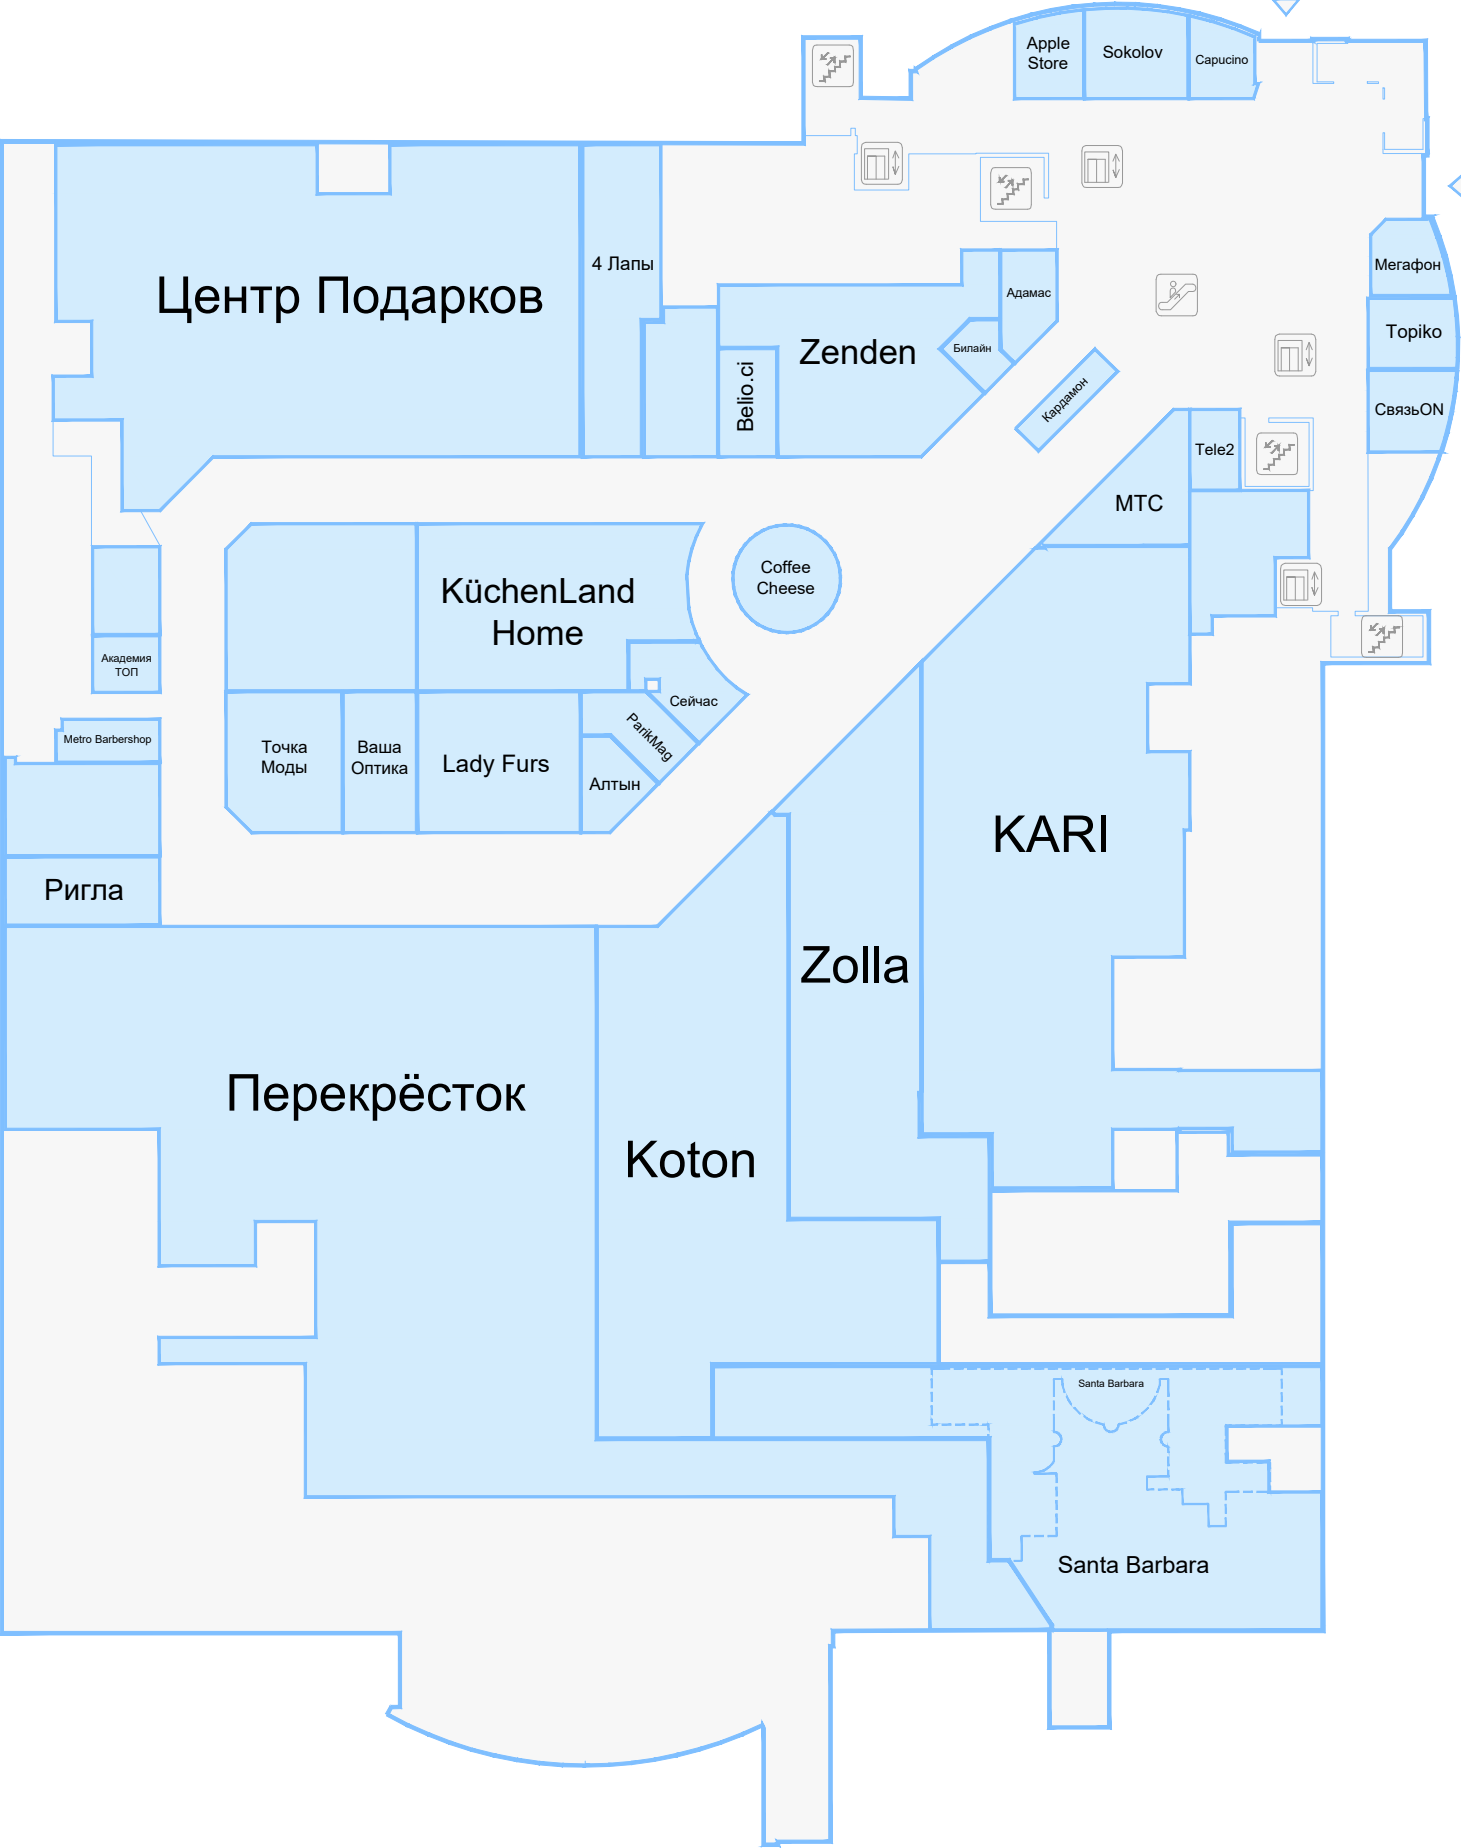 Apple
Store
Sokolov
Capucino
Мегафон
Topiko
СвязьON
Центр Подарков
4 Лапы
Адамас
Билайн
Zenden
Belio.ci
Кардамон
Tele2
МТС
KüchenLand
Home
Coffee
Cheese
Академия
ТОП
Сейчас
ParikMag
Metro Barbershop
Точка
Моды
Ваша
Оптика
Lady Furs
Алтын
KARI
Ригла
Zolla
Перекрёсток
Koton
Santa Barbara
Santa Barbara